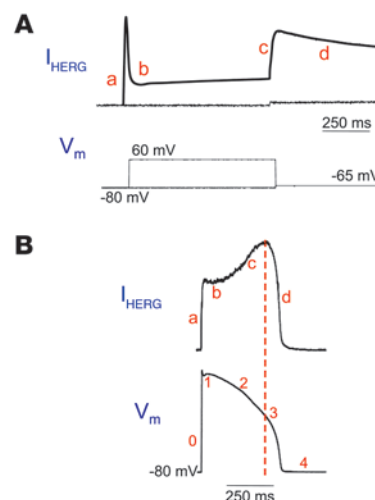 A
I_HERG
a
b
c
d
250 ms
V_m
60 mV
-65 mV
-80 mV
B
I_HERG
a
b
c
d
V_m
0
1
2
3
4
-80 mV
250 ms